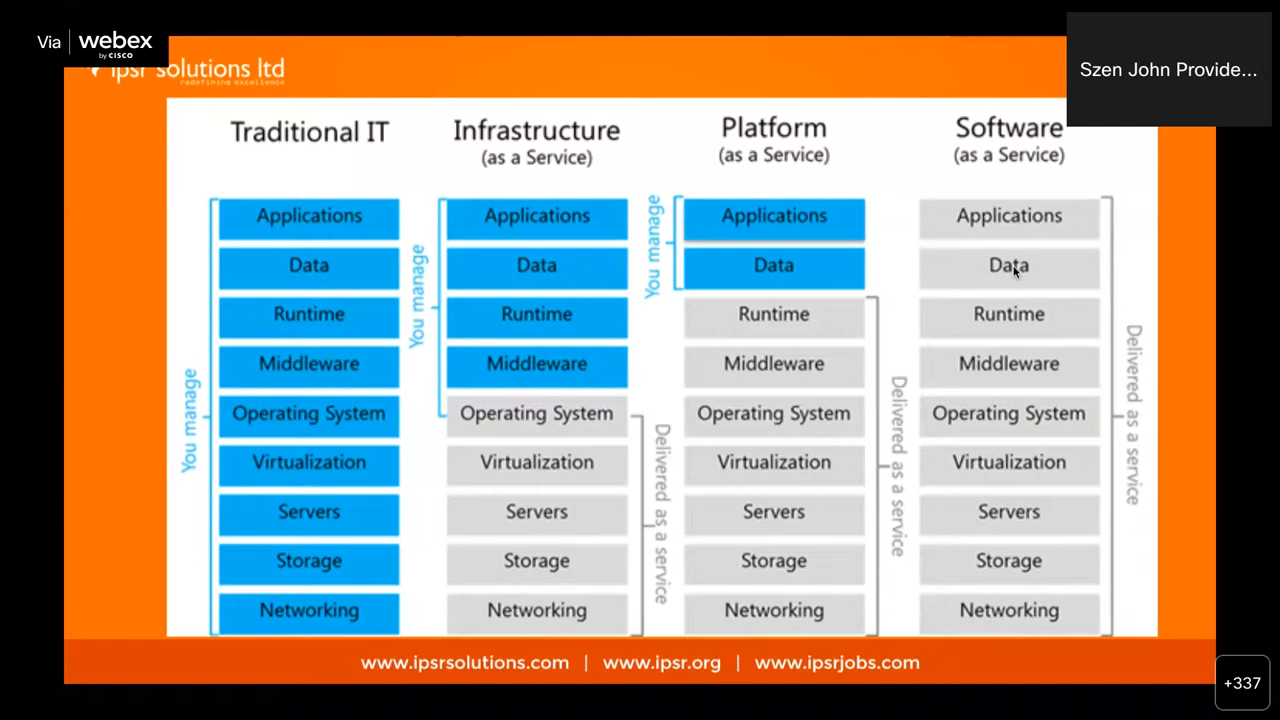 Via webex
by CISCO
Szen John Provide...
ipsr solutions ltd
redefining excellence
Traditional IT
Infrastructure
(as a Service)
Platform
(as a Service)
Software
(as a Service)
You manage
Applications
Data
Runtime
Middleware
Operating System
Virtualization
Servers
Storage
Networking
You manage
Applications
Data
Runtime
Middleware
Operating System
Virtualization
Servers
Storage
Networking
Delivered as a service
You manage
Applications
Data
Runtime
Middleware
Operating System
Virtualization
Servers
Storage
Networking
Delivered as a service
Applications
Data
Runtime
Middleware
Operating System
Virtualization
Servers
Storage
Networking
Delivered as a service
www.ipsrsolutions.com | www.ipsr.org | www.ipsrjobs.com
+337